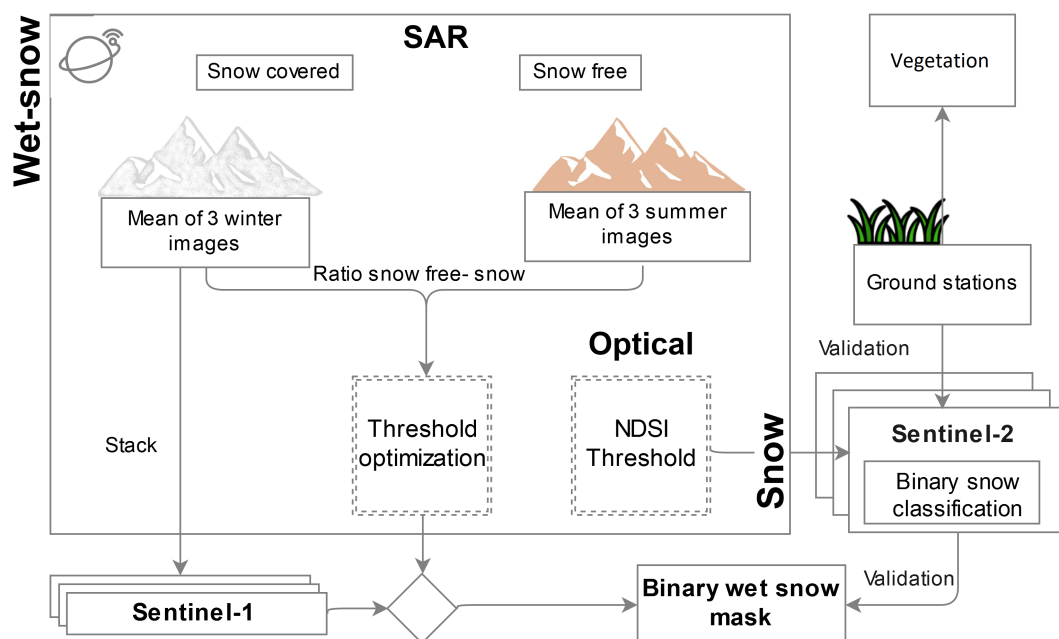 Wet-snow
SAR
Snow covered
Snow free
Vegetation
Mean of 3 winter
images
Mean of 3 summer
images
Ratio snow free- snow
Ground stations
Optical
Validation
Stack
Threshold
optimization
NDSI
Threshold
Snow
Sentinel-2
Binary snow
classification
Sentinel-1
Binary wet snow
mask
Validation